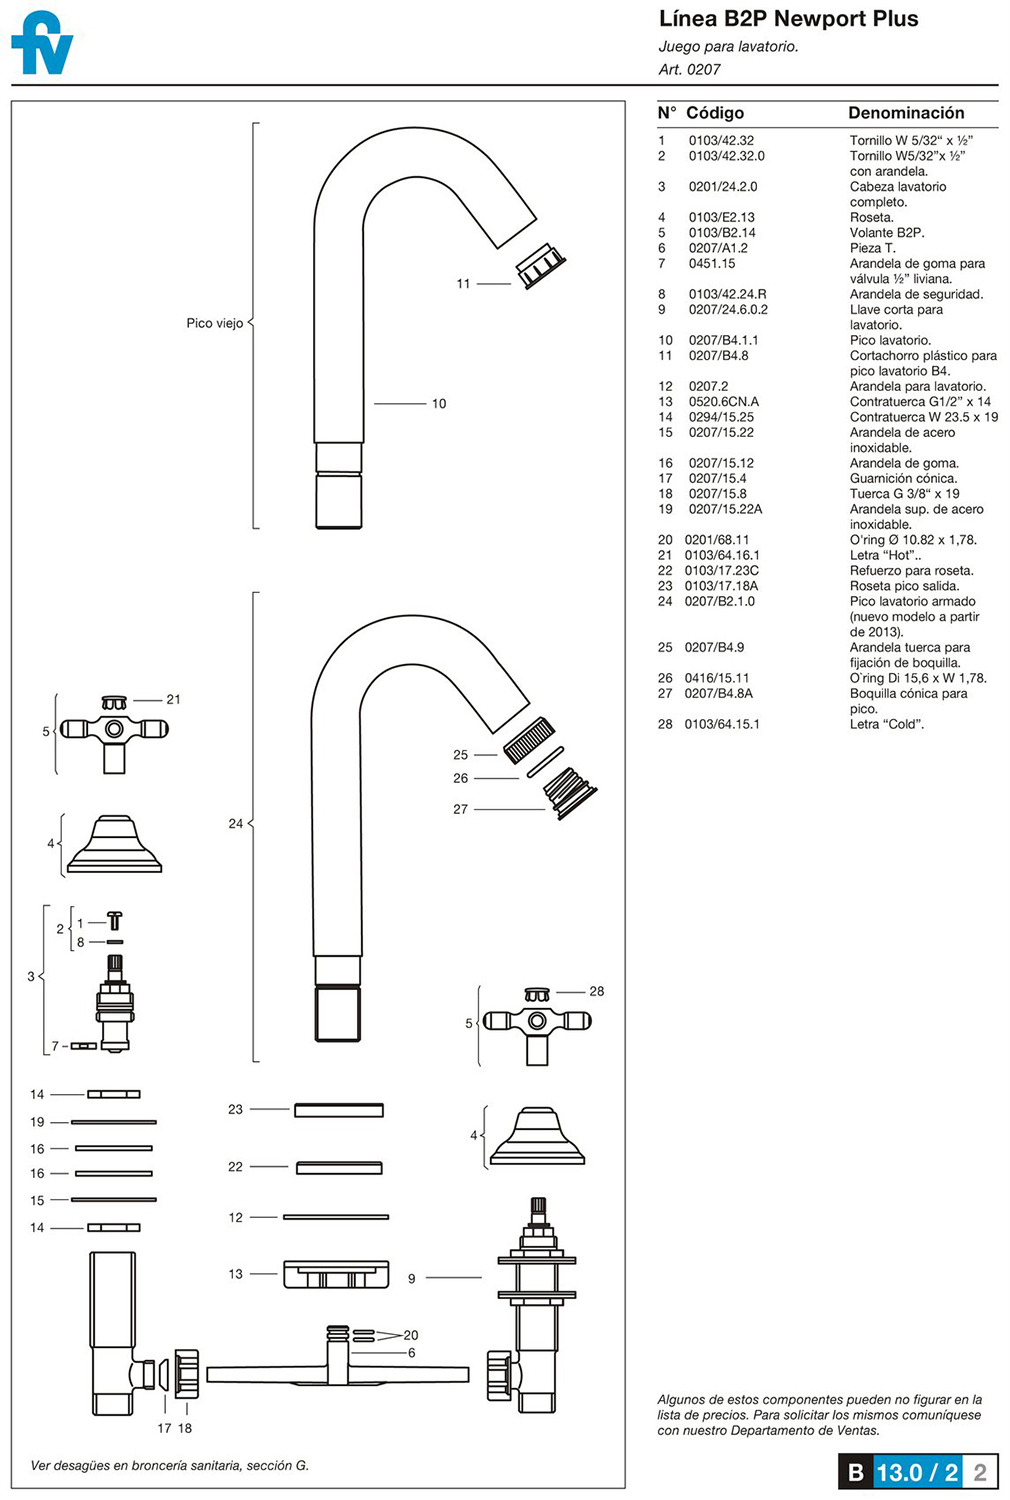 fv
Línea B2P Newport Plus
Juego para lavatorio.
Art. 0207
N° Código Denominación
1 0103/42.32 Tornillo W 5/32“ x ½”
2 0103/42.32.0 Tornillo W5/32”x ½”
con arandela.
3 0201/24.2.0 Cabeza lavatorio
completo.
4 0103/E2.13 Roseta.
5 0103/B2.14 Volante B2P.
6 0207/A1.2 Pieza T.
7 0451.15 Arandela de goma para
válvula ½” liviana.
8 0103/42.24.R Arandela de seguridad.
9 0207/24.6.0.2 Llave corta para
lavatorio.
10 0207/B4.1.1 Pico lavatorio.
11 0207/B4.8 Cortachorro plástico para
pico lavatorio B4.
12 0207.2 Arandela para lavatorio.
13 0520.6CN.A Contratuerca G1/2” x 14
14 0294/15.25 Contratuerca W 23.5 x 19
15 0207/15.22 Arandela de acero
inoxidable.
16 0207/15.12 Arandela de goma.
17 0207/15.4 Guarnición cónica.
18 0207/15.8 Tuerca G 3/8“ x 19
19 0207/15.22A Arandela sup. de acero
inoxidable.
20 0201/68.11 O'ring Ø 10.82 x 1,78.
21 0103/64.16.1 Letra “Hot”..
22 0103/17.23C Refuerzo para roseta.
23 0103/17.18A Roseta pico salida.
24 0207/B2.1.0 Pico lavatorio armado
(nuevo modelo a partir
de 2013).
25 0207/B4.9 Arandela tuerca para
fijación de boquilla.
26 0416/15.11 O`ring Di 15,6 x W 1,78.
27 0207/B4.8A Boquilla cónica para
pico.
28 0103/64.15.1 Letra “Cold”.
11
Pico viejo
10
21
5
25
26
27
24
4
1
2
8
3
28
5
7
14
23
19
4
16
22
16
15
12
14
13
9
20
6
17 18
Ver desagües en broncería sanitaria, sección G.
Algunos de estos componentes pueden no figurar en la
lista de precios. Para solicitar los mismos comuníquese
con nuestro Departamento de Ventas.
B 13.0 / 2 2